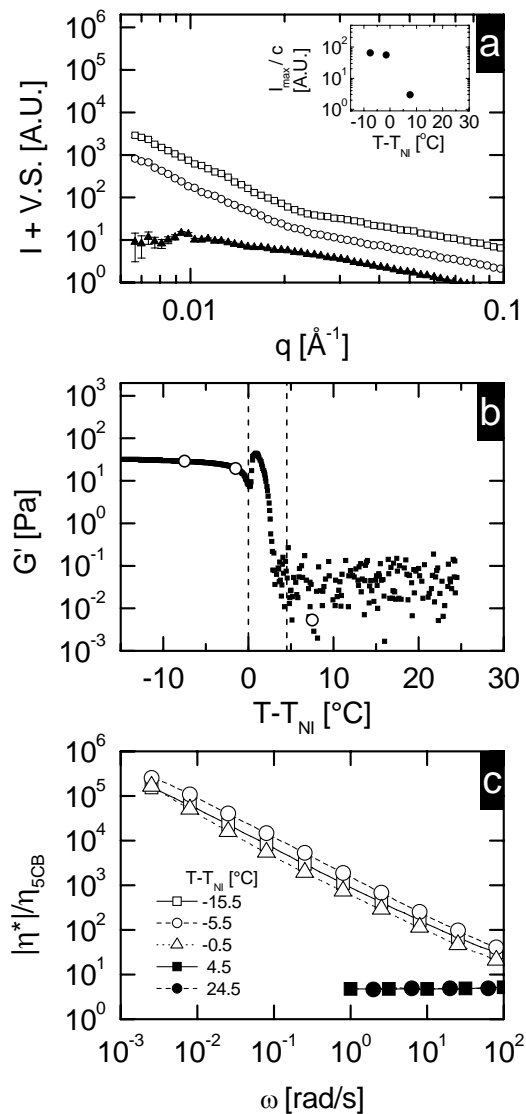 a
I + V.S. [A.U.]
10^6
10^5
10^4
10^3
10^2
10^1
10^0
0.01
0.1
q [Å^-1]
I_max / c
[A.U.]
10^2
10^1
10^0
-10 0 10 20 30
T-T_NI [°C]
b
G' [Pa]
10^3
10^2
10^1
10^0
10^-1
10^-2
10^-3
-10 0 10 20 30
T-T_NI [°C]
c
|η*|/η_5CB
10^6
10^5
10^4
10^3
10^2
10^1
10^0
T-T_NI [°C]
-15.5
-5.5
-0.5
4.5
24.5
10^-3 10^-2 10^-1 10^0 10^1 10^2
ω [rad/s]